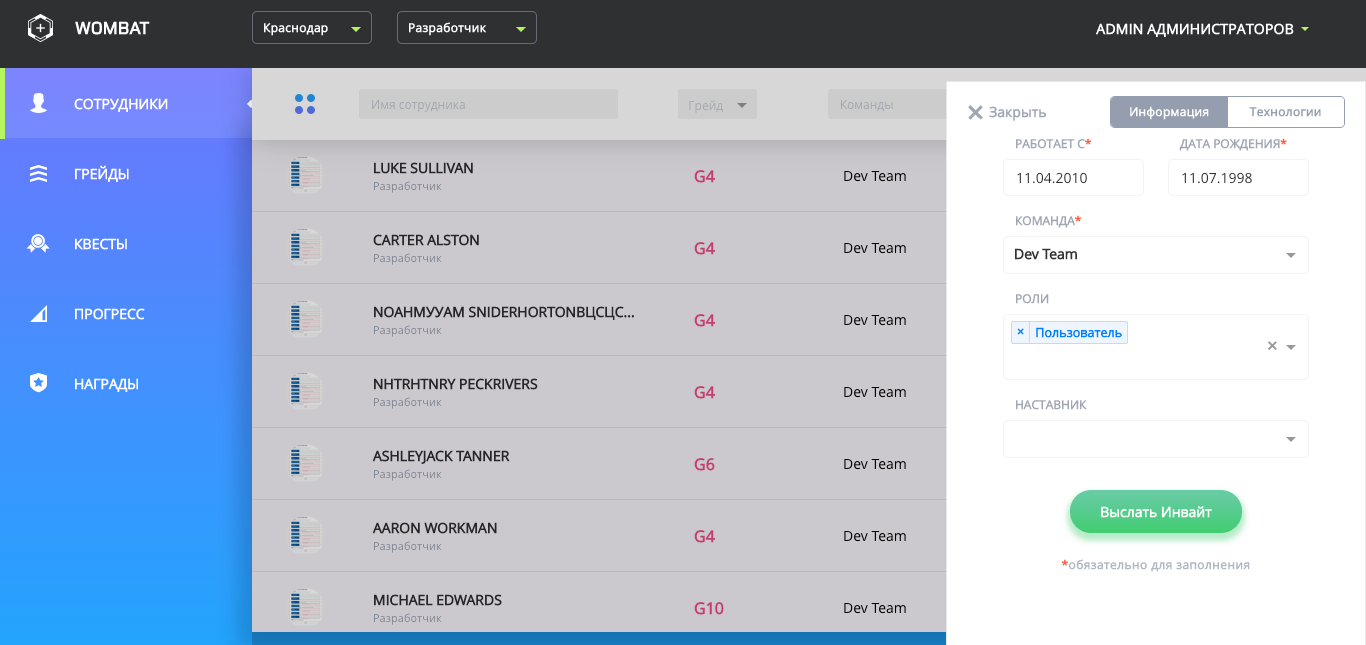 WOMBAT
Краснодар
Разработчик
ADMIN АДМИНИСТРАТОРОВ
СОТРУДНИКИ
ГРЕЙДЫ
КВЕСТЫ
ПРОГРЕСС
НАГРАДЫ
Имя сотрудника
Грейд
Команды
LUKE SULLIVAN
Разработчик
G4
Dev Team
CARTER ALSTON
Разработчик
G4
Dev Team
NOAHМУУАМ SNIDERHORTONВЦСЦС...
Разработчик
G4
Dev Team
NHTRHTNRY PECKRIVERS
Разработчик
G4
Dev Team
ASHLEYJACK TANNER
Разработчик
G6
Dev Team
AARON WORKMAN
Разработчик
G4
Dev Team
MICHAEL EDWARDS
Разработчик
G10
Dev Team
Закрыть
Информация
Технологии
РАБОТАЕТ С*
ДАТА РОЖДЕНИЯ*
11.04.2010
11.07.1998
КОМАНДА*
Dev Team
РОЛИ
× Пользователь
×
НАСТАВНИК
Выслать Инвайт
*обязательно для заполнения